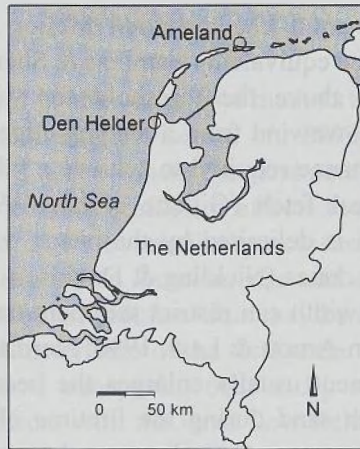 Ameland
Den Helder
North Sea
The Netherlands
0 50 km
N